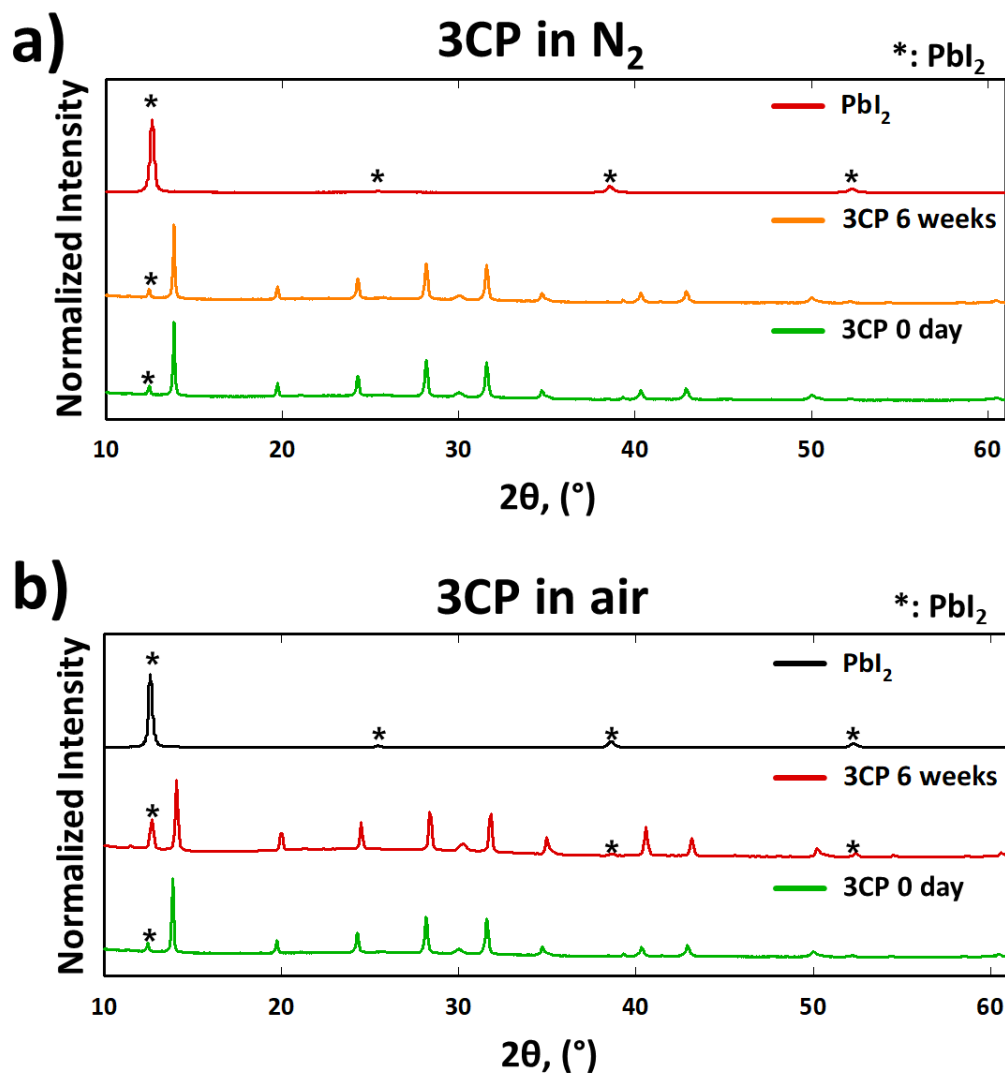 a)
3CP in N₂
*: PbI₂
Normalized Intensity
*
*
*
*
PbI₂
*
3CP 6 weeks
*
3CP 0 day
10
20
30
40
50
60
2θ, (°)
b)
3CP in air
*: PbI₂
Normalized Intensity
*
*
*
*
PbI₂
*
*
*
3CP 6 weeks
*
3CP 0 day
10
20
30
40
50
60
2θ, (°)